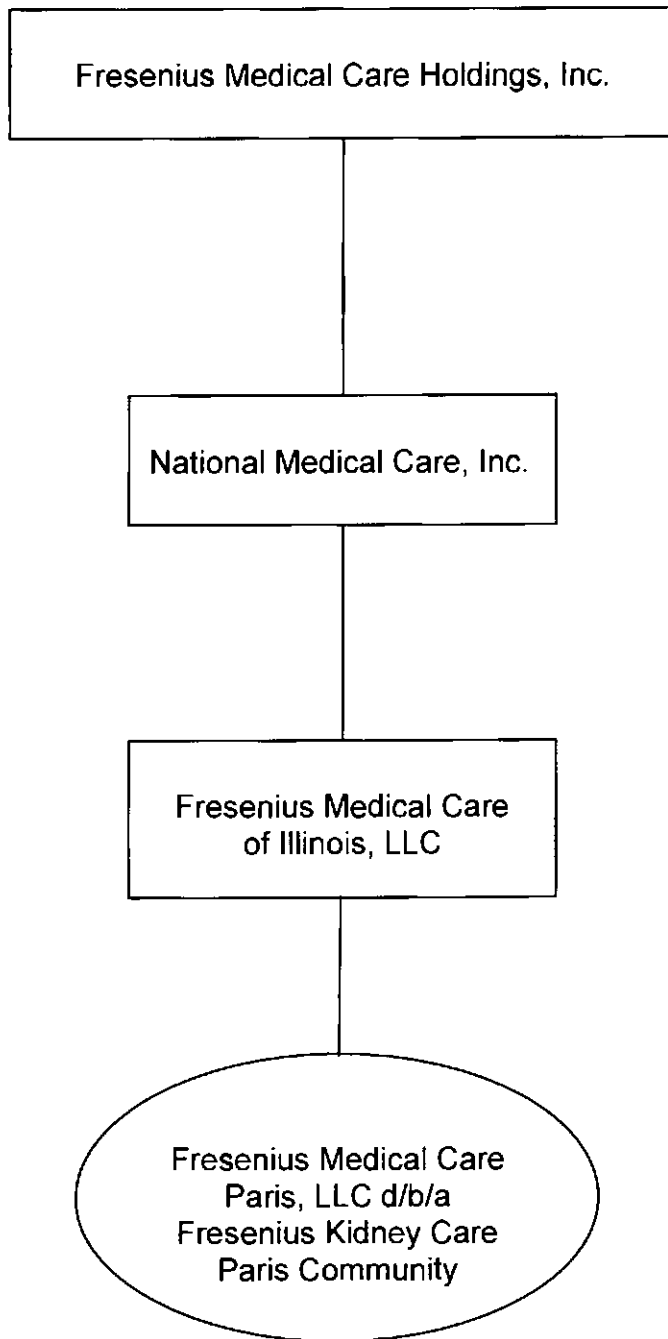 Fresenius Medical Care Holdings, Inc.
National Medical Care, Inc.
Fresenius Medical Care
of Illinois, LLC
Fresenius Medical Care
Paris, LLC d/b/a
Fresenius Kidney Care
Paris Community